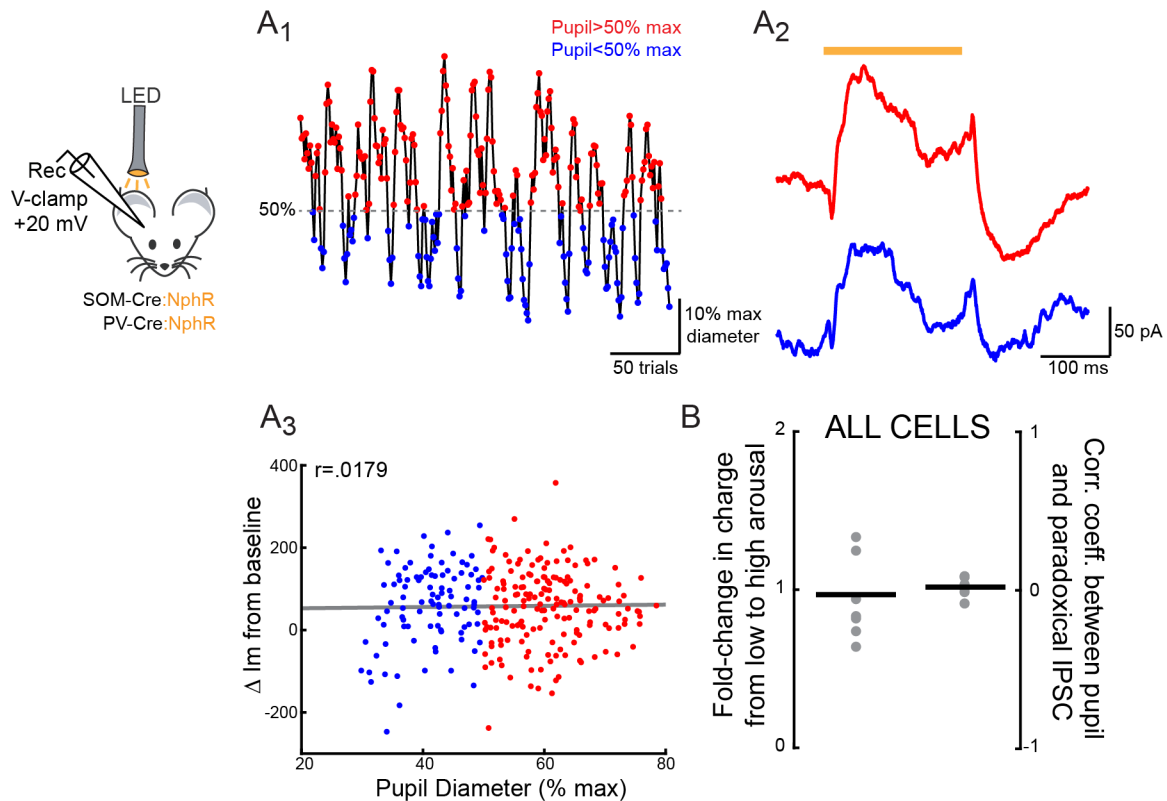 A1
Pupil>50% max
Pupil<50% max
A2
LED
Rec
V-clamp
+20 mV
SOM-Cre:NphR
PV-Cre:NphR
50%
10% max
diameter
50 trials
50 pA
100 ms
A3
r=.0179
Δ Im from baseline
400
200
0
-200
20
40
60
80
Pupil Diameter (% max)
B
ALL CELLS
Fold-change in charge
from low to high arousal
2
1
0
1
0
-1
Corr. coeff. between pupil
and paradoxical IPSC